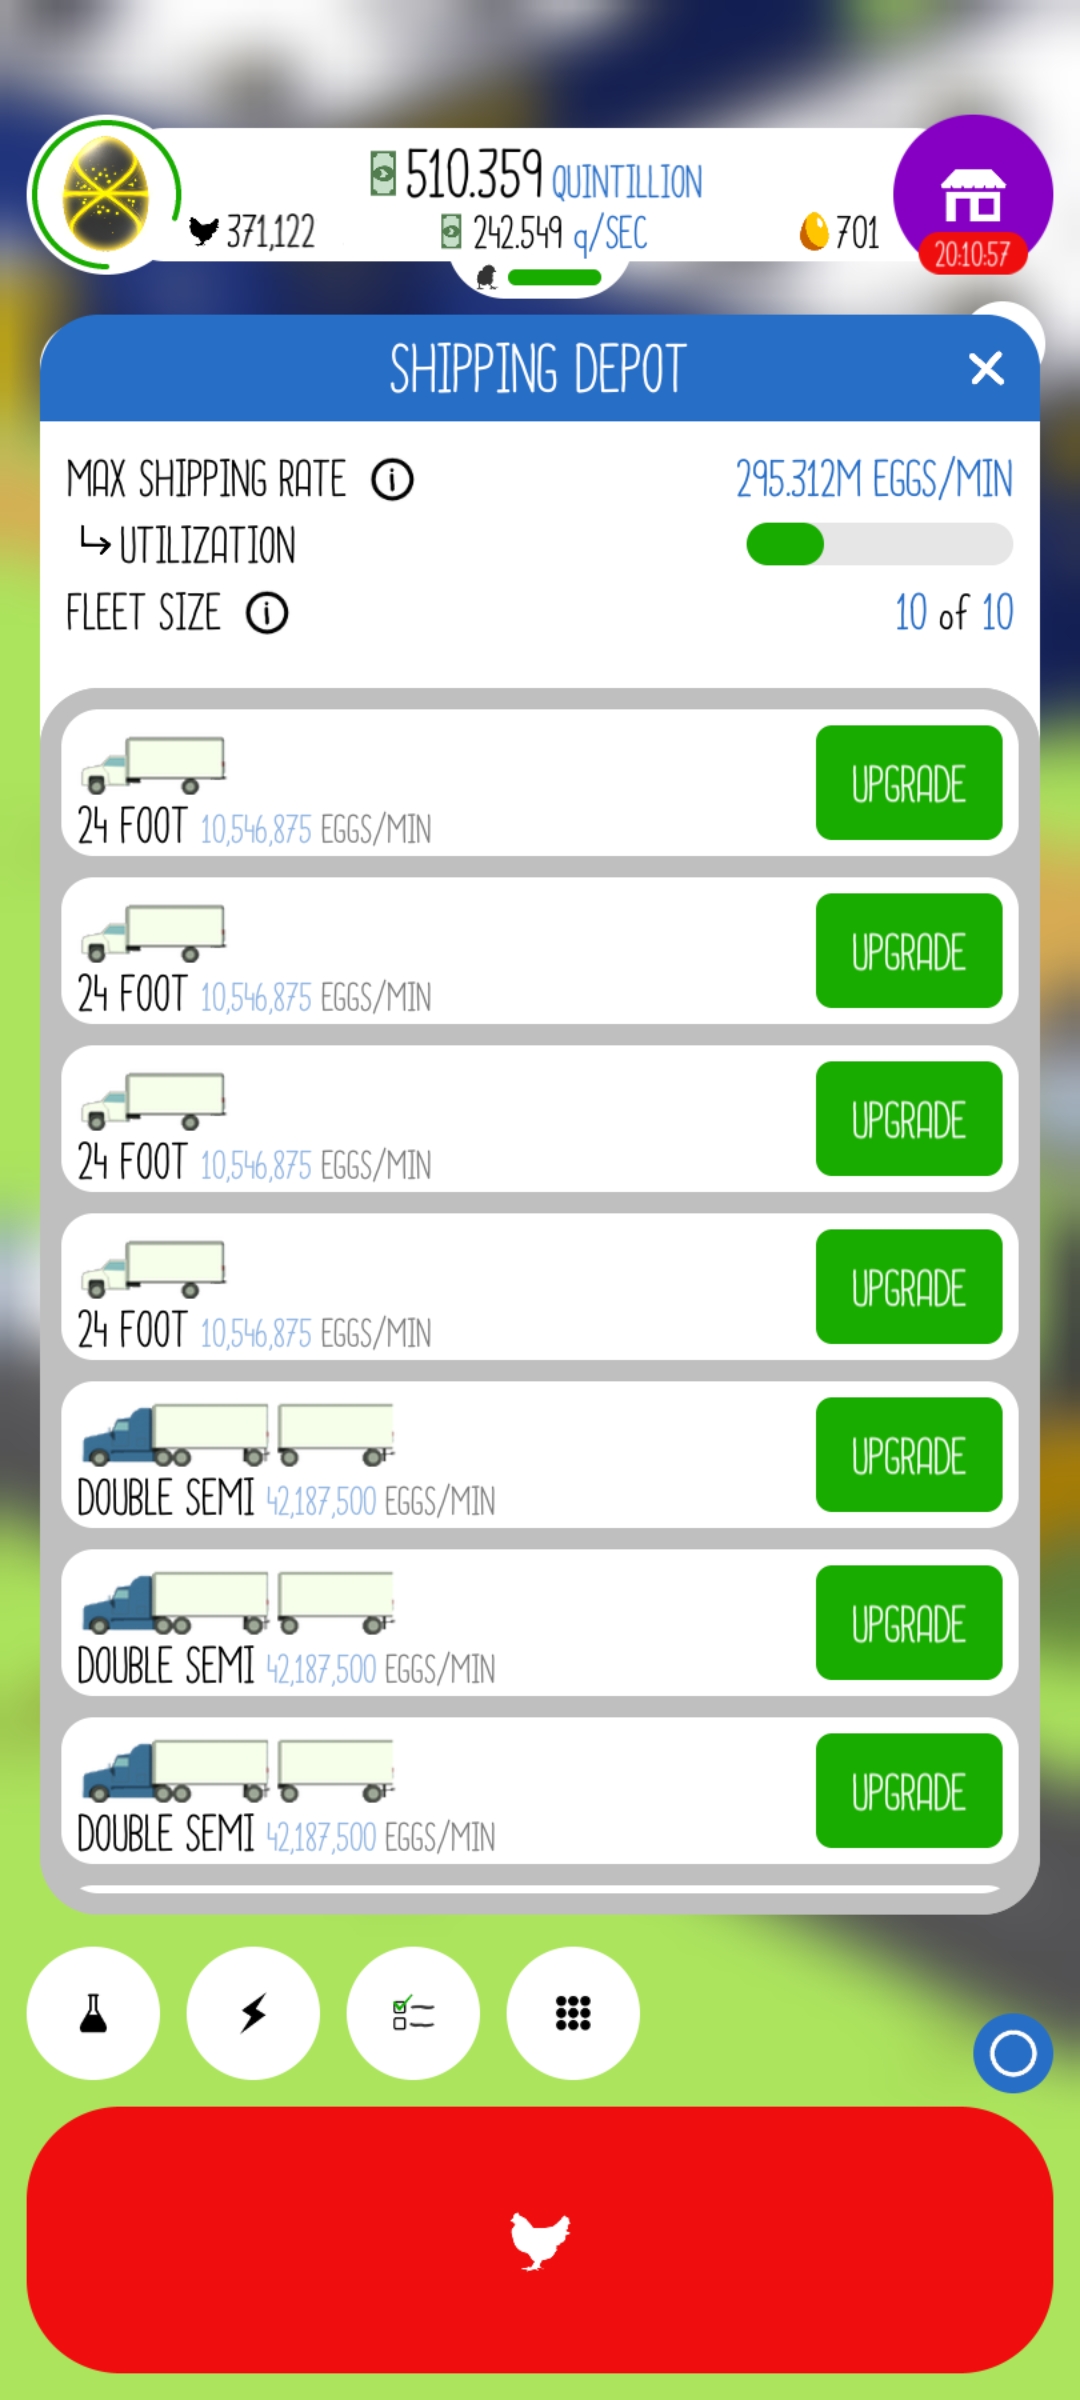 510.359 QUINTILLION
371,122 242.549 q/SEC 701
20:10:57
SHIPPING DEPOT
MAX SHIPPING RATE 295.312M EGGS/MIN
UTILIZATION
FLEET SIZE 10 of 10
UPGRADE
24 FOOT 10,546,875 EGGS/MIN
UPGRADE
24 FOOT 10,546,875 EGGS/MIN
UPGRADE
24 FOOT 10,546,875 EGGS/MIN
UPGRADE
24 FOOT 10,546,875 EGGS/MIN
UPGRADE
DOUBLE SEMI 42,187,500 EGGS/MIN
UPGRADE
DOUBLE SEMI 42,187,500 EGGS/MIN
UPGRADE
DOUBLE SEMI 42,187,500 EGGS/MIN